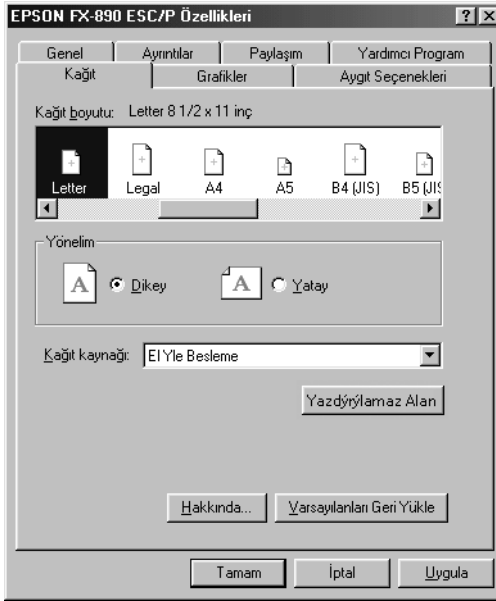 EPSON FX-890 ESC/P Özellikleri
Genel Ayrıntılar Paylaşım Yardımcı Program
Kağıt Grafikler Aygıt Seçenekleri
Kağıt boyutu: Letter 8 1/2 x 11 inç
Letter Legal A4 A5 B4 (JIS) B5 (JIS
Yönelim
A Dikey A Yatay
Kağıt kaynağı: El Yle Besleme
Yazdýrýlamaz Alan
Hakkında... Varsayılanları Geri Yükle
Tamam İptal Uygula